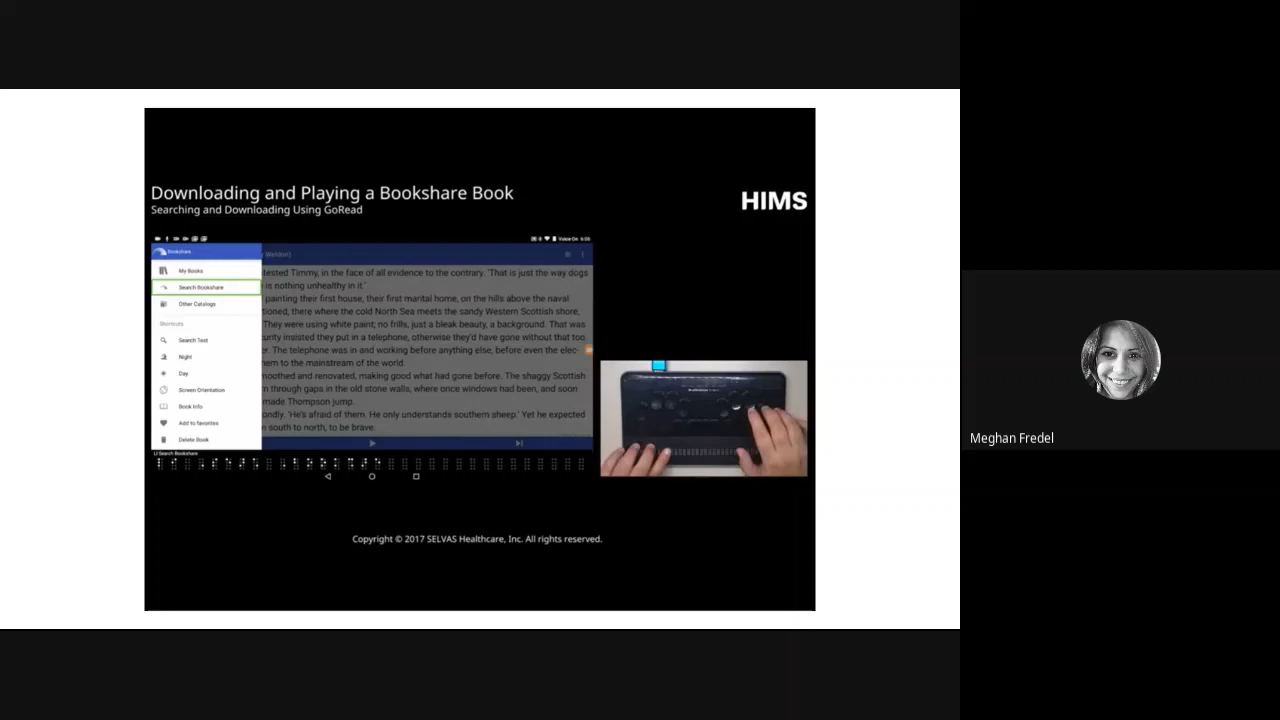 Downloading and Playing a Bookshare Book
Searching and Downloading Using GoRead
HIMS
Voice On 6:05
Bookshare
Weldon)
My Books
Search Bookshare
Other Catalogs
Shortcuts
Search Text
Night
Day
Screen Orientation
Book Info
Add to favorites
Delete Book
tested Timmy, in the face of all evidence to the contrary. 'That is just the way dogs
is nothing unhealthy in it.'
painting their first house, their first marital home, on the hills above the naval
tioned, there where the cold North Sea meets the sandy Western Scottish shore,
They were using white paint; no frills, just a bleak beauty, a background. That was
urity insisted they put in a telephone, otherwise they'd have gone without that too
r. The telephone was in and working before anything else, before even the elec-
hem to the mainstream of the world.
moothed and renovated, making good what had gone before. The shaggy Scottish
n through gaps in the old stone walls, where once windows had been, and soon
made Thompson jump.
ondly. 'He's afraid of them. He only understands southern sheep.' Yet he expected
n south to north, to be brave.
LI Search Bookshare
Copyright © 2017 SELVAS Healthcare, Inc. All rights reserved.
Meghan Fredel